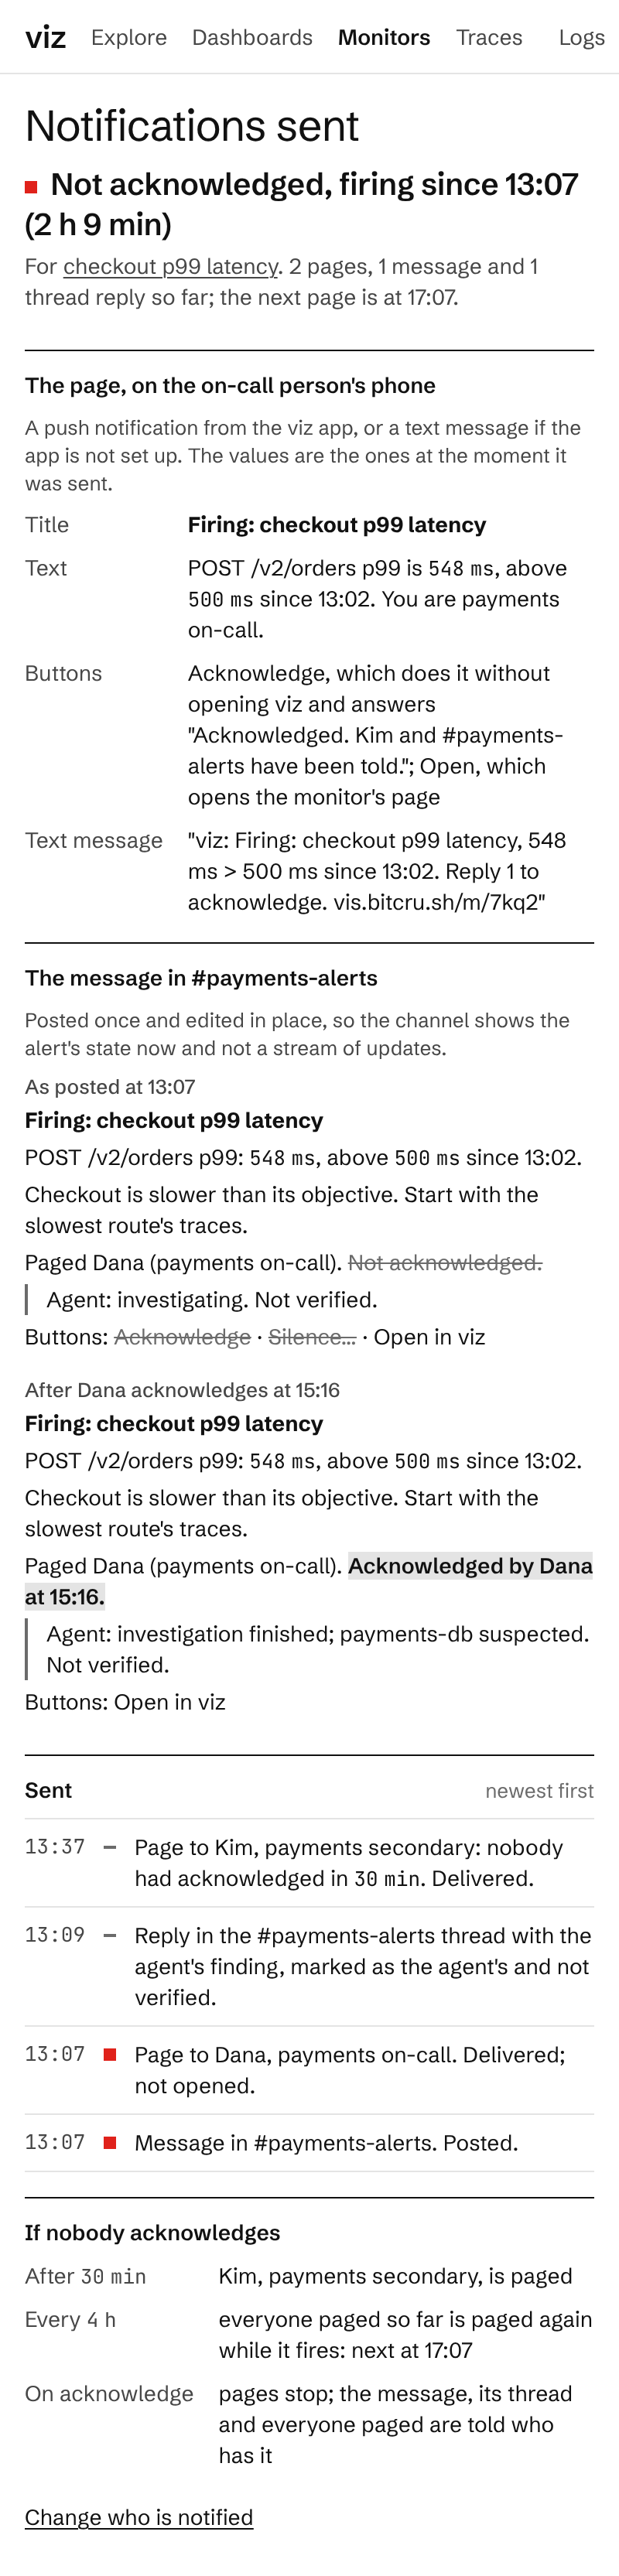 viz Explore Dashboards Monitors Traces Logs
Notifications sent
Not acknowledged, firing since 13:07
(2 h 9 min)
For checkout p99 latency. 2 pages, 1 message and 1
thread reply so far; the next page is at 17:07.
The page, on the on-call person's phone
A push notification from the viz app, or a text message if the
app is not set up. The values are the ones at the moment it
was sent.
Title Firing: checkout p99 latency
Text POST /v2/orders p99 is 548 ms, above
500 ms since 13:02. You are payments
on-call.
Buttons Acknowledge, which does it without
opening viz and answers
"Acknowledged. Kim and #payments-
alerts have been told."; Open, which
opens the monitor's page
Text message "viz: Firing: checkout p99 latency, 548
ms > 500 ms since 13:02. Reply 1 to
acknowledge. vis.bitcru.sh/m/7kq2"
The message in #payments-alerts
Posted once and edited in place, so the channel shows the
alert's state now and not a stream of updates.
As posted at 13:07
Firing: checkout p99 latency
POST /v2/orders p99: 548 ms, above 500 ms since 13:02.
Checkout is slower than its objective. Start with the
slowest route's traces.
Paged Dana (payments on-call). Not acknowledged.
Agent: investigating. Not verified.
Buttons: Acknowledge · Silence... · Open in viz
After Dana acknowledges at 15:16
Firing: checkout p99 latency
POST /v2/orders p99: 548 ms, above 500 ms since 13:02.
Checkout is slower than its objective. Start with the
slowest route's traces.
Paged Dana (payments on-call). Acknowledged by Dana
at 15:16.
Agent: investigation finished; payments-db suspected.
Not verified.
Buttons: Open in viz
Sent newest first
13:37 – Page to Kim, payments secondary: nobody
had acknowledged in 30 min. Delivered.
13:09 – Reply in the #payments-alerts thread with the
agent's finding, marked as the agent's and not
verified.
13:07 Page to Dana, payments on-call. Delivered;
not opened.
13:07 Message in #payments-alerts. Posted.
If nobody acknowledges
After 30 min Kim, payments secondary, is paged
Every 4 h everyone paged so far is paged again
while it fires: next at 17:07
On acknowledge pages stop; the message, its thread
and everyone paged are told who
has it
Change who is notified